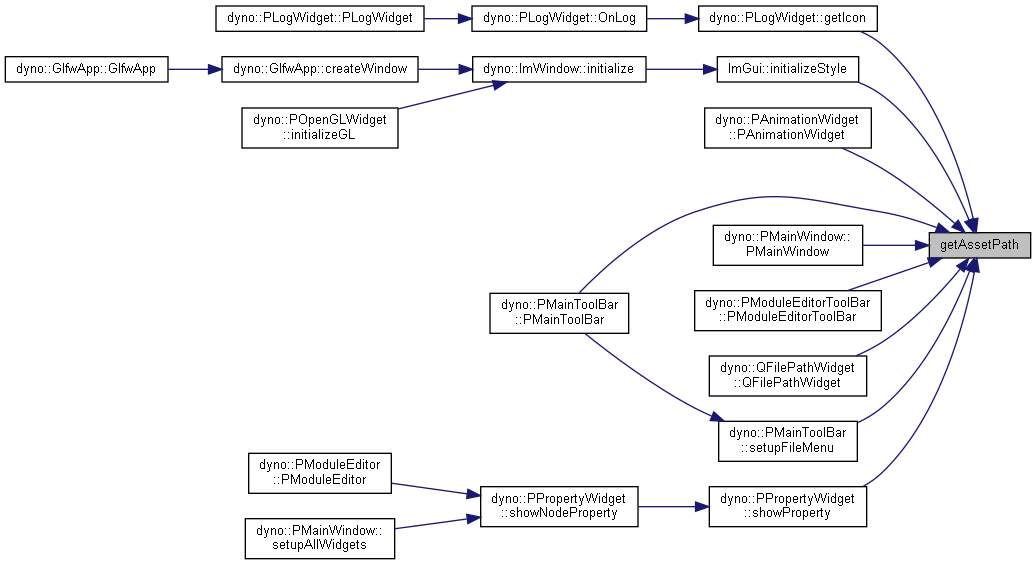 dyno::PLogWidget::PLogWidget
dyno::PLogWidget::OnLog
dyno::PLogWidget::getIcon
dyno::GlfwApp::GlfwApp
dyno::GlfwApp::createWindow
dyno::ImWindow::initialize
ImGui::initializeStyle
dyno::POpenGLWidget
::initializeGL
dyno::PAnimationWidget
::PAnimationWidget
getAssetPath
dyno::PMainWindow::
PMainWindow
dyno::PMainToolBar
::PMainToolBar
dyno::PModuleEditorToolBar
::PModuleEditorToolBar
dyno::QFilePathWidget
::QFilePathWidget
dyno::PMainToolBar
::setupFileMenu
dyno::PModuleEditor
::PModuleEditor
dyno::PPropertyWidget
::showNodeProperty
dyno::PPropertyWidget
::showProperty
dyno::PMainWindow::
setupAllWidgets